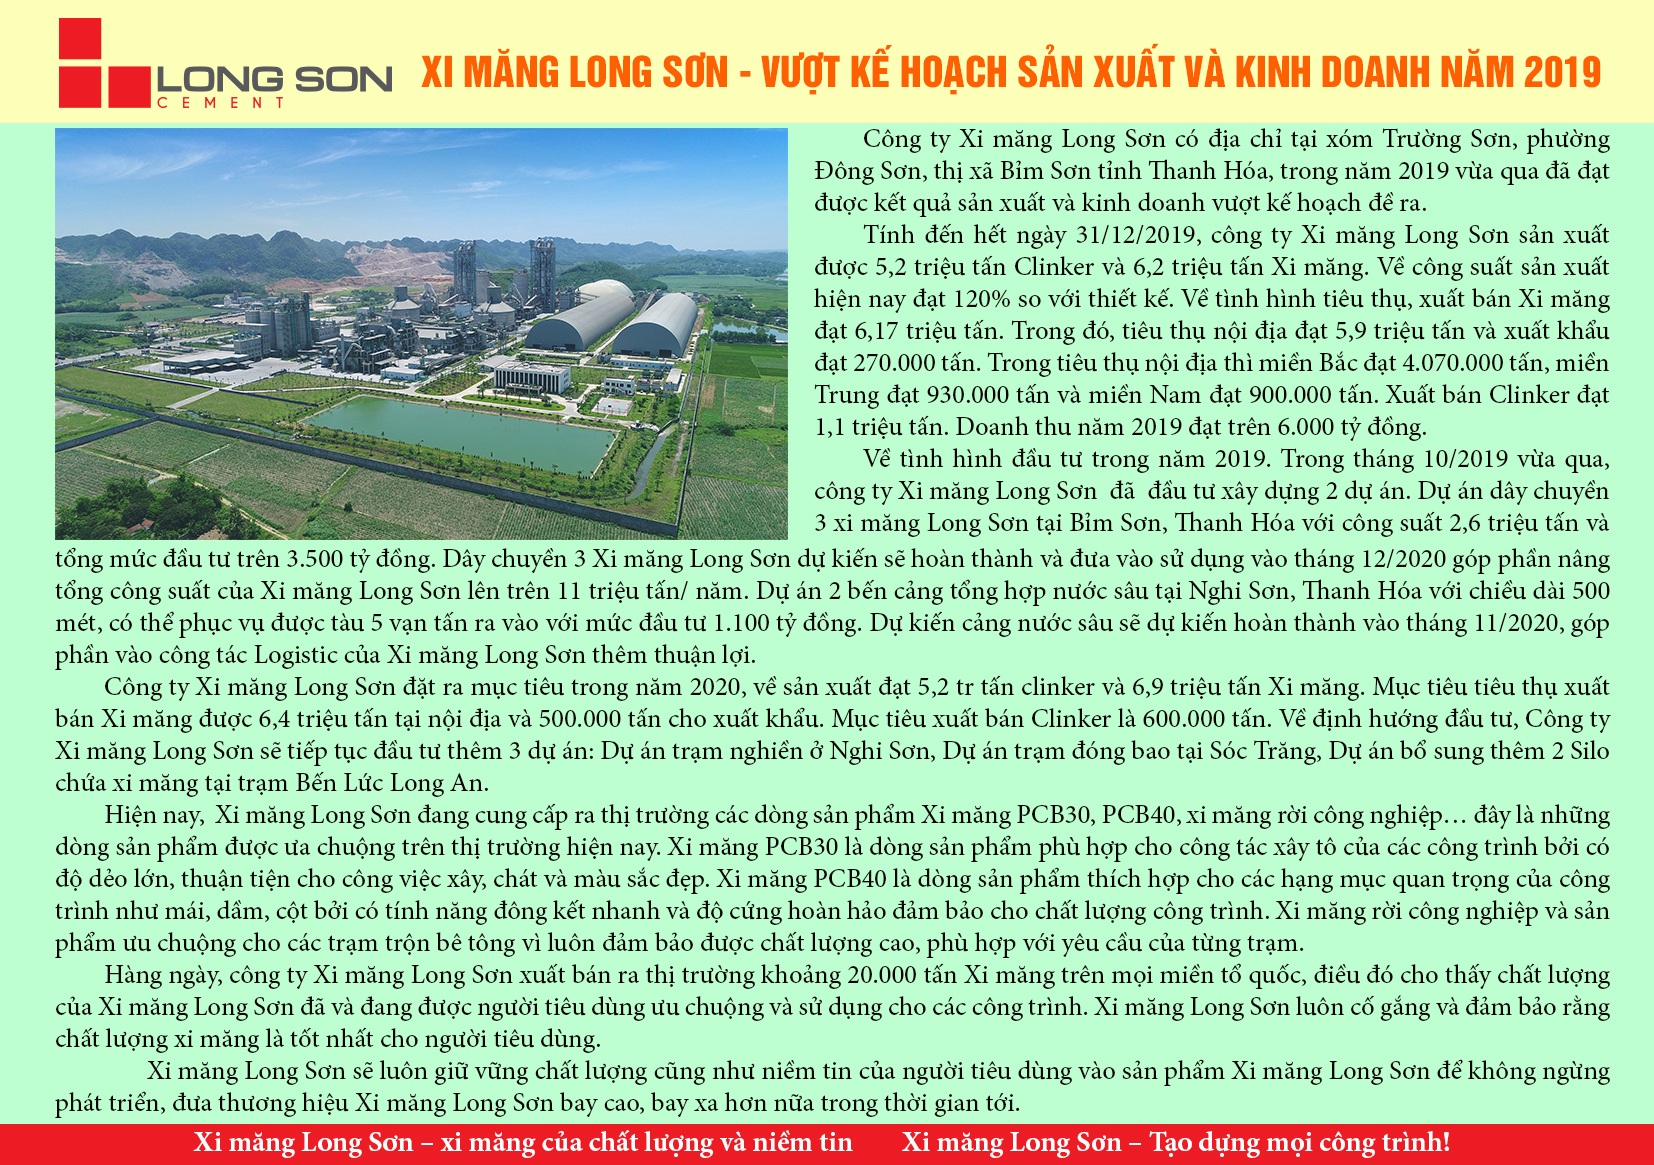 LONG SON
CEMENT
XI MĂNG LONG SƠN - VƯỢT KẾ HOẠCH SẢN XUẤT VÀ KINH DOANH NĂM 2019
Công ty Xi măng Long Sơn có địa chỉ tại xóm Trường Sơn, phường
Đông Sơn, thị xã Bỉm Sơn tỉnh Thanh Hóa, trong năm 2019 vừa qua đã đạt
được kết quả sản xuất và kinh doanh vượt kế hoạch đề ra.
Tính đến hết ngày 31/12/2019, công ty Xi măng Long Sơn sản xuất
được 5,2 triệu tấn Clinker và 6,2 triệu tấn Xi măng. Về công suất sản xuất
hiện nay đạt 120% so với thiết kế. Về tình hình tiêu thụ, xuất bán Xi măng
đạt 6,17 triệu tấn. Trong đó, tiêu thụ nội địa đạt 5,9 triệu tấn và xuất khẩu
đạt 270.000 tấn. Trong tiêu thụ nội địa thì miền Bắc đạt 4.070.000 tấn, miền
Trung đạt 930.000 tấn và miền Nam đạt 900.000 tấn. Xuất bán Clinker đạt
1,1 triệu tấn. Doanh thu năm 2019 đạt trên 6.000 tỷ đồng.
Về tình hình đầu tư trong năm 2019. Trong tháng 10/2019 vừa qua,
công ty Xi măng Long Sơn đã đầu tư xây dựng 2 dự án. Dự án dây chuyền
3 xi măng Long Sơn tại Bỉm Sơn, Thanh Hóa với công suất 2,6 triệu tấn và
tổng mức đầu tư trên 3.500 tỷ đồng. Dây chuyền 3 Xi măng Long Sơn dự kiến sẽ hoàn thành và đưa vào sử dụng vào tháng 12/2020 góp phần nâng
tổng công suất của Xi măng Long Sơn lên trên 11 triệu tấn/ năm. Dự án 2 bến cảng tổng hợp nước sâu tại Nghi Sơn, Thanh Hóa với chiều dài 500
mét, có thể phục vụ được tàu 5 vạn tấn ra vào với mức đầu tư 1.100 tỷ đồng. Dự kiến cảng nước sâu sẽ dự kiến hoàn thành vào tháng 11/2020, góp
phần vào công tác Logistic của Xi măng Long Sơn thêm thuận lợi.
Công ty Xi măng Long Sơn đặt ra mục tiêu trong năm 2020, về sản xuất đạt 5,2 tr tấn clinker và 6,9 triệu tấn Xi măng. Mục tiêu tiêu thụ xuất
bán Xi măng được 6,4 triệu tấn tại nội địa và 500.000 tấn cho xuất khẩu. Mục tiêu xuất bán Clinker là 600.000 tấn. Về định hướng đầu tư, Công ty
Xi măng Long Sơn sẽ tiếp tục đầu tư thêm 3 dự án: Dự án trạm nghiền ở Nghi Sơn, Dự án trạm đóng bao tại Sóc Trăng, Dự án bổ sung thêm 2 Silo
chứa xi măng tại trạm Bến Lức Long An.
Hiện nay, Xi măng Long Sơn đang cung cấp ra thị trường các dòng sản phẩm Xi măng PCB30, PCB40, xi măng rời công nghiệp… đây là những
dòng sản phẩm được ưa chuộng trên thị trường hiện nay. Xi măng PCB30 là dòng sản phẩm phù hợp cho công tác xây tô của các công trình bởi có
độ dẻo lớn, thuận tiện cho công việc xây, chát và màu sắc đẹp. Xi măng PCB40 là dòng sản phẩm thích hợp cho các hạng mục quan trọng của công
trình như mái, dầm, cột bởi có tính năng đông kết nhanh và độ cứng hoàn hảo đảm bảo cho chất lượng công trình. Xi măng rời công nghiệp và sản
phẩm ưu chuộng cho các trạm trộn bê tông vì luôn đảm bảo được chất lượng cao, phù hợp với yêu cầu của từng trạm.
Hàng ngày, công ty Xi măng Long Sơn xuất bán ra thị trường khoảng 20.000 tấn Xi măng trên mọi miền tổ quốc, điều đó cho thấy chất lượng
của Xi măng Long Sơn đã và đang được người tiêu dùng ưu chuộng và sử dụng cho các công trình. Xi măng Long Sơn luôn cố gắng và đảm bảo rằng
chất lượng xi măng là tốt nhất cho người tiêu dùng.
Xi măng Long Sơn sẽ luôn giữ vững chất lượng cũng như niềm tin của người tiêu dùng vào sản phẩm Xi măng Long Sơn để không ngừng
phát triển, đưa thương hiệu Xi măng Long Sơn bay cao, bay xa hơn nữa trong thời gian tới.
Xi măng Long Sơn – xi măng của chất lượng và niềm tin Xi măng Long Sơn – Tạo dựng mọi công trình!